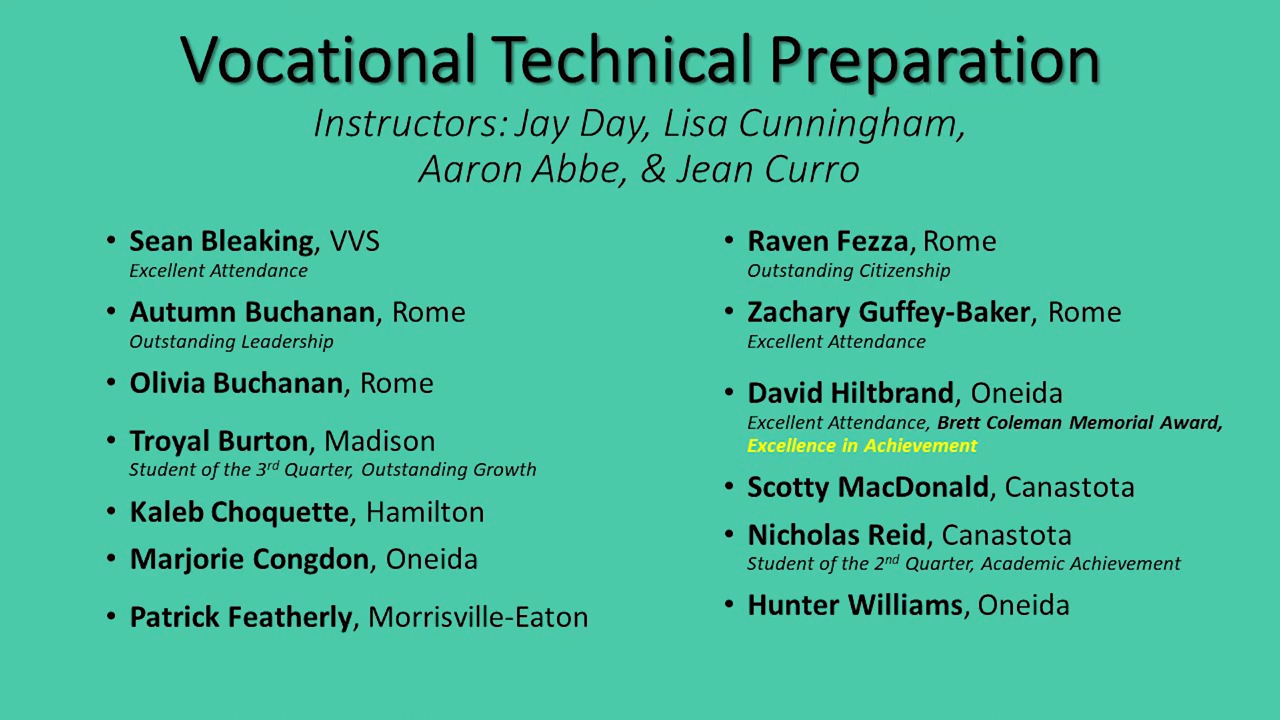 Vocational Technical Preparation
Instructors: Jay Day, Lisa Cunningham,
Aaron Abbe, & Jean Curro
• Sean Bleaking, VVS
Excellent Attendance
• Autumn Buchanan, Rome
Outstanding Leadership
• Olivia Buchanan, Rome
• Troyal Burton, Madison
Student of the 3rd Quarter, Outstanding Growth
• Kaleb Choquette, Hamilton
• Marjorie Congdon, Oneida
• Patrick Featherly, Morrisville-Eaton
• Raven Fezza, Rome
Outstanding Citizenship
• Zachary Guffey-Baker, Rome
Excellent Attendance
• David Hiltbrand, Oneida
Excellent Attendance, Brett Coleman Memorial Award,
Excellence in Achievement
• Scotty MacDonald, Canastota
• Nicholas Reid, Canastota
Student of the 2nd Quarter, Academic Achievement
• Hunter Williams, Oneida